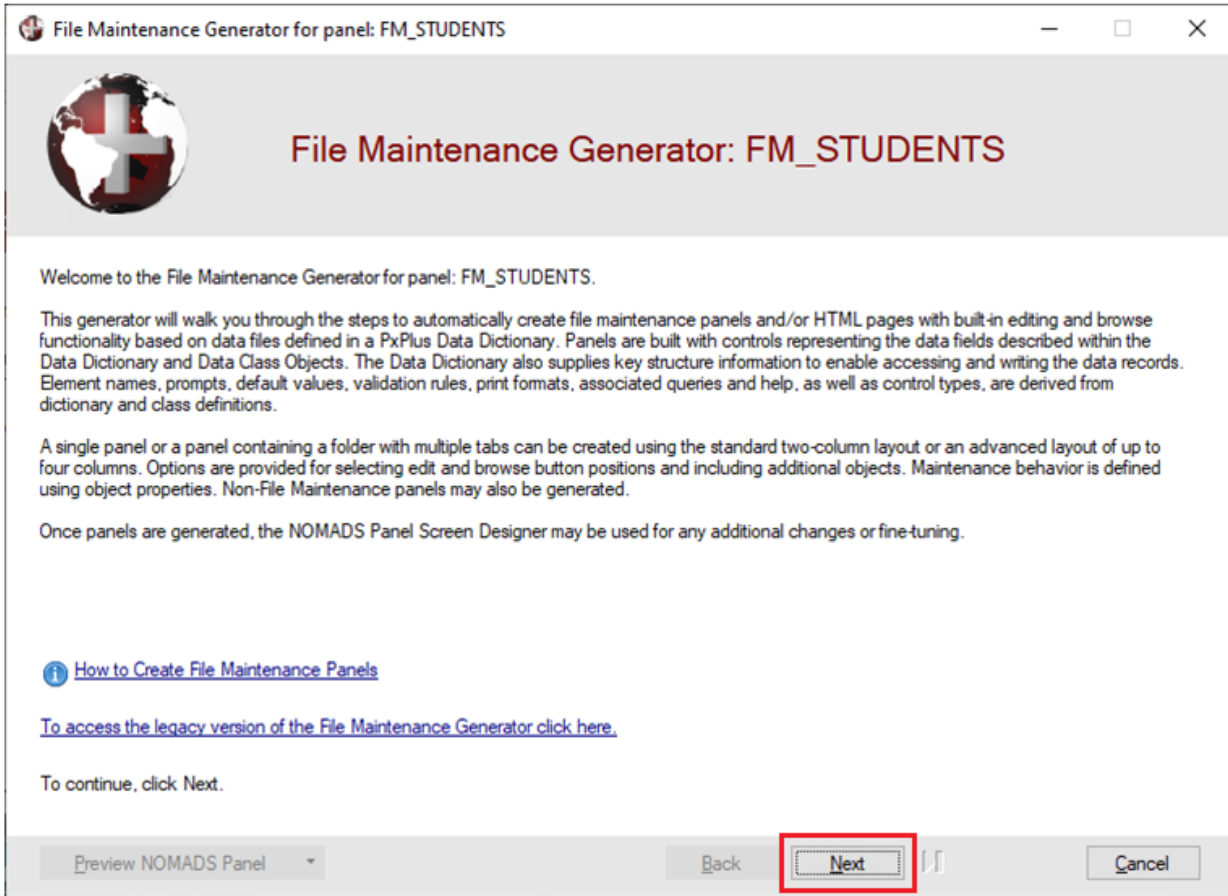 File Maintenance Generator for panel: FM_STUDENTS
File Maintenance Generator: FM_STUDENTS
Welcome to the File Maintenance Generator for panel: FM_STUDENTS.
This generator will walk you through the steps to automatically create file maintenance panels and/or HTML pages with built-in editing and browse
functionality based on data files defined in a PxPlus Data Dictionary. Panels are built with controls representing the data fields described within the
Data Dictionary and Data Class Objects. The Data Dictionary also supplies key structure information to enable accessing and writing the data records.
Element names, prompts, default values, validation rules, print formats, associated queries and help, as well as control types, are derived from
dictionary and class definitions.
A single panel or a panel containing a folder with multiple tabs can be created using the standard two-column layout or an advanced layout of up to
four columns. Options are provided for selecting edit and browse button positions and including additional objects. Maintenance behavior is defined
using object properties. Non-File Maintenance panels may also be generated.
Once panels are generated, the NOMADS Panel Screen Designer may be used for any additional changes or fine-tuning.
How to Create File Maintenance Panels
To access the legacy version of the File Maintenance Generator click here.
To continue, click Next.
Preview NOMADS Panel Back Next Cancel